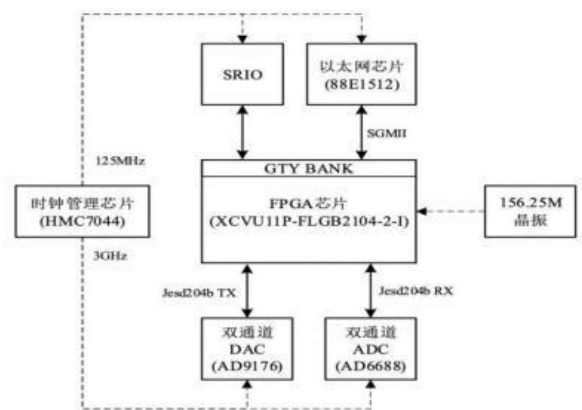 SRIO
以太网芯片
(88E1512)
SGMII
125MHz
GTY BANK
时钟管理芯片
(HMC7044)
FPGA芯片
(XCVU11P-FLGB2104-2-I)
156.25M
晶振
3GHz
Jesd204b TX
Jesd204b RX
双通道
DAC
(AD9176)
双通道
ADC
(AD6688)